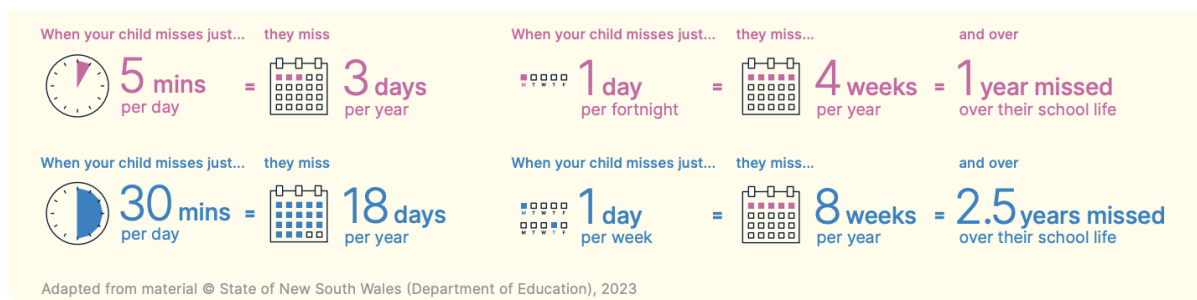 When your child misses just... they miss
5 mins = 3 days
per day per year
When your child misses just... they miss... and over
1 day = 4 weeks = 1 year missed
M T W T F
per fortnight per year over their school life
When your child misses just... they miss
30 mins = 18 days
per day per year
When your child misses just... they miss... and over
M T W T F
1 day = 8 weeks = 2.5 years missed
M T W T F
per week per year over their school life
Adapted from material © State of New South Wales (Department of Education), 2023